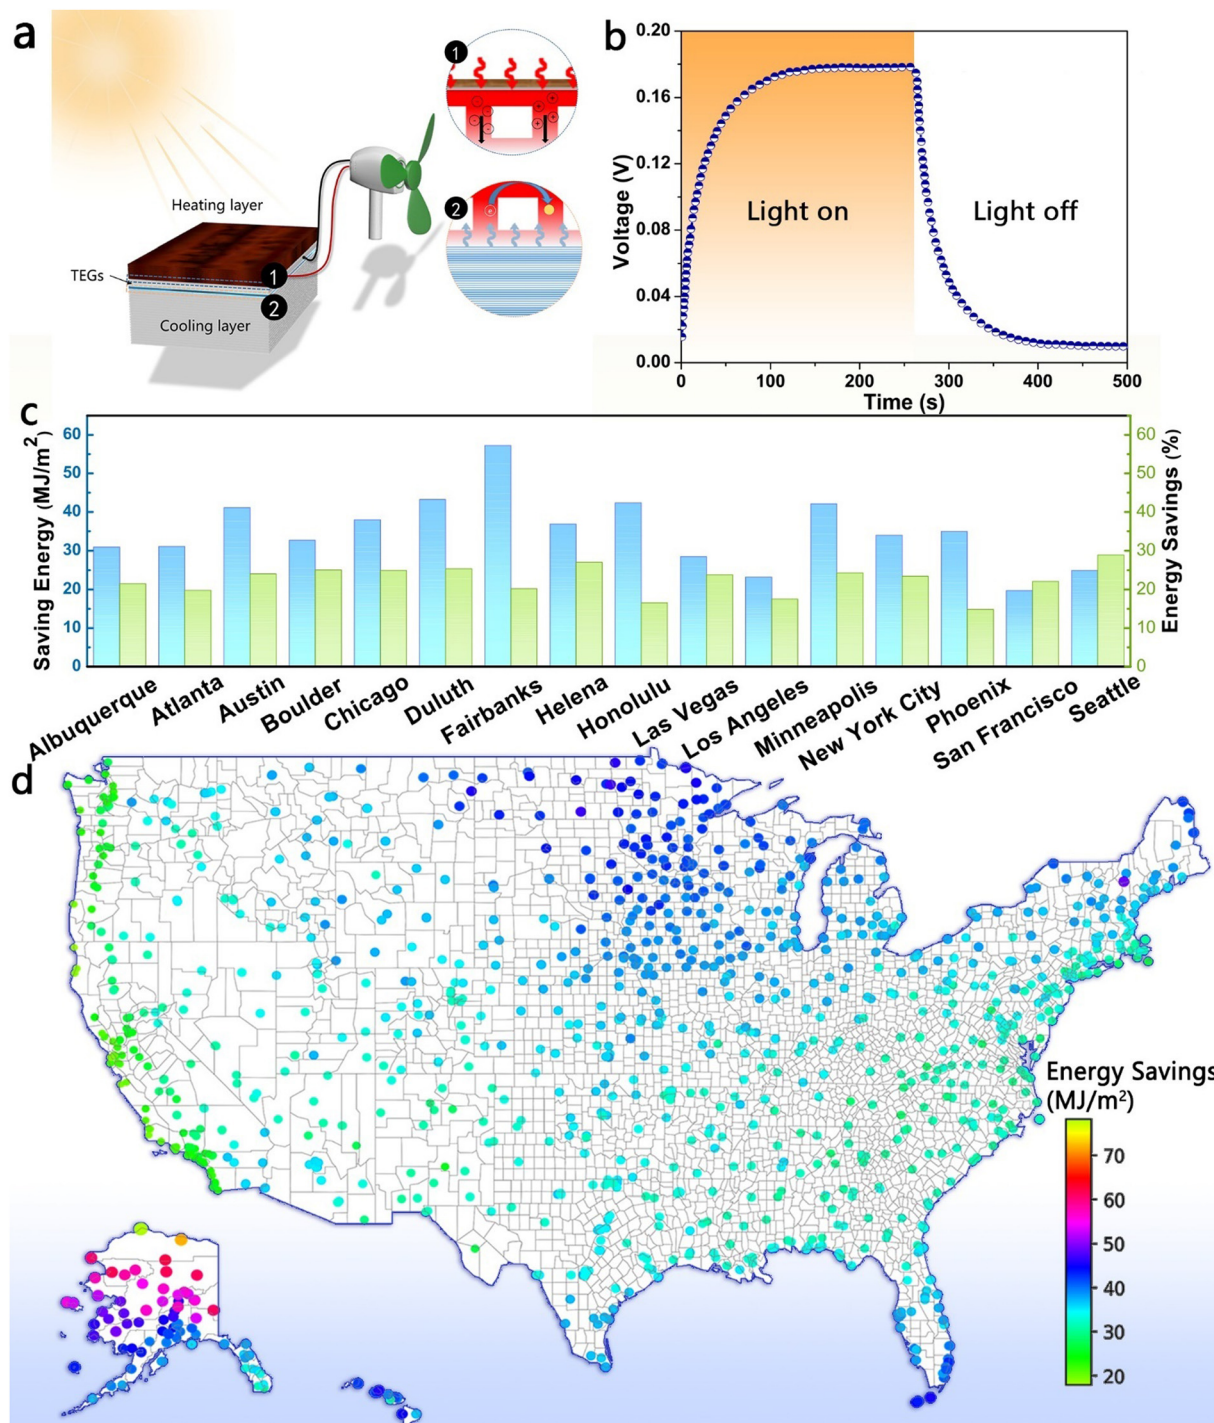 a
Heating layer
TEGs
Cooling layer
1
2
1
2
b
0.20
0.16
0.12
0.08
0.04
0.00
Voltage (V)
Light on
Light off
0
100
200
300
400
500
Time (s)
c
Saving Energy (MJ/m²)
60
50
40
30
20
10
0
60
50
40
30
20
10
0
Energy Savings (%)
Albuquerque
Atlanta
Austin
Boulder
Chicago
Duluth
Fairbanks
Helena
Honolulu
Las Vegas
Los Angeles
Minneapolis
New York City
Phoenix
San Francisco
Seattle
d
Energy Savings
(MJ/m²)
70
60
50
40
30
20